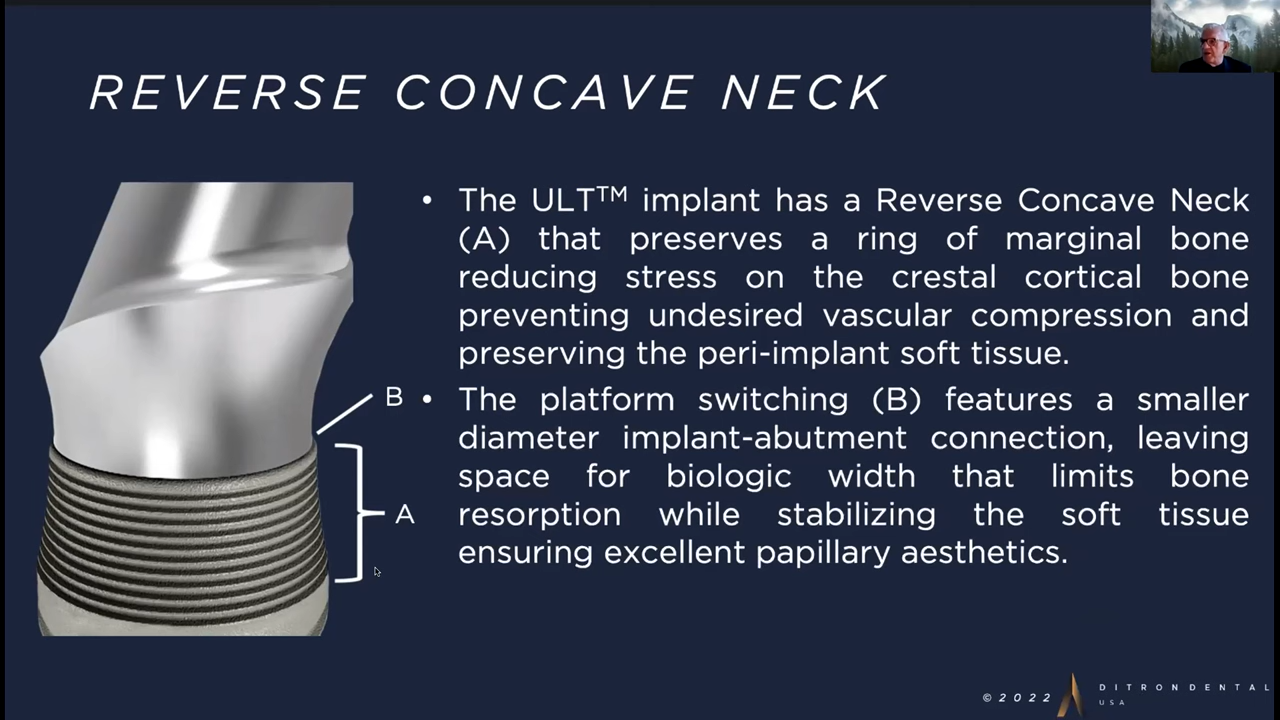 REVERSE CONCAVE NECK
• The ULT™ implant has a Reverse Concave Neck
(A) that preserves a ring of marginal bone
reducing stress on the crestal cortical bone
preventing undesired vascular compression and
preserving the peri-implant soft tissue.
• The platform switching (B) features a smaller
diameter implant-abutment connection, leaving
space for biologic width that limits bone
resorption while stabilizing the soft tissue
ensuring excellent papillary aesthetics.
B
A
©2022
DITRONDENTAL
USA